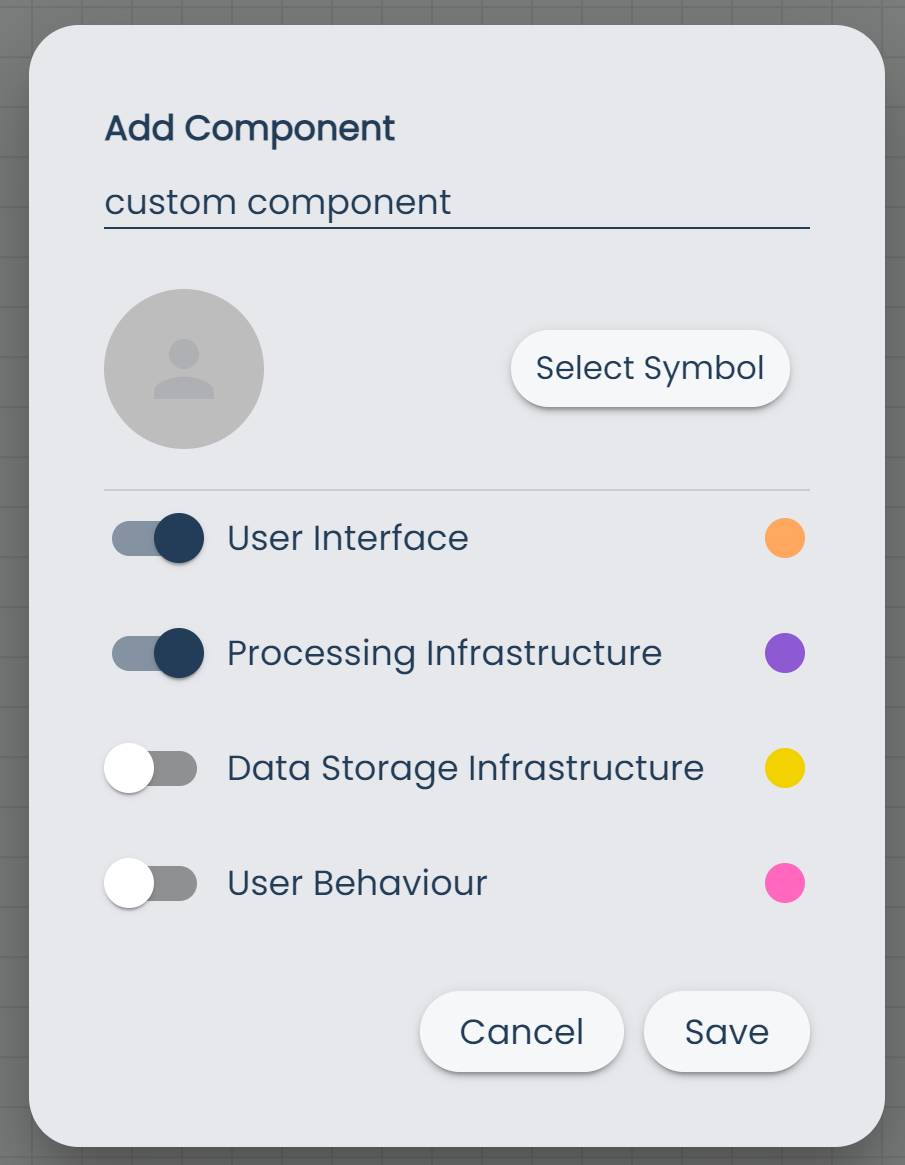 Add Component
custom component
Select Symbol
User Interface
Processing Infrastructure
Data Storage Infrastructure
User Behaviour
Cancel Save